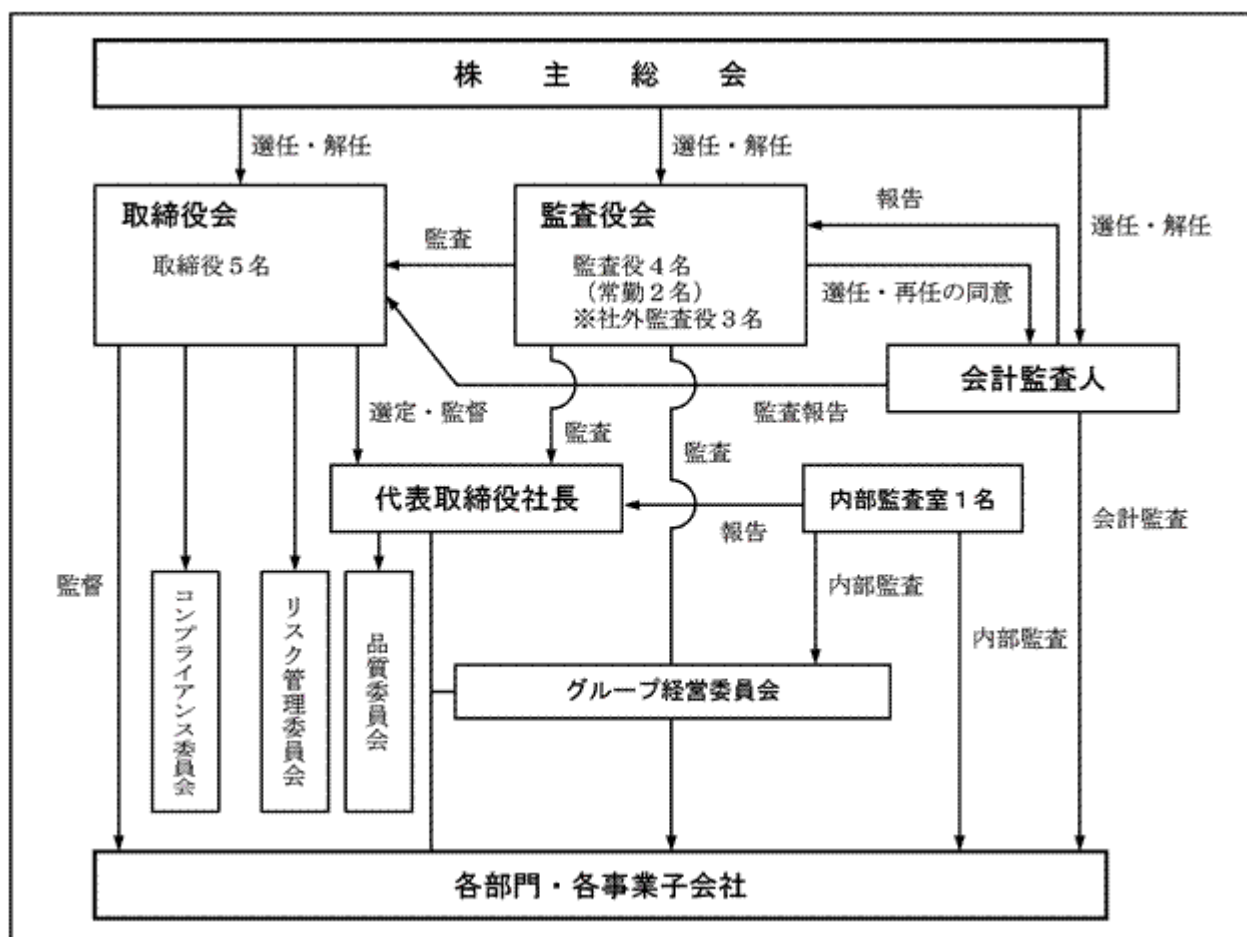 株主総会
選任・解任
選任・解任
選任・解任
取締役会
取締役5名
監査
監査役会
監査役4名
(常勤2名)
※社外監査役3名
報告
選任・再任の同意
会計監査人
監査報告
選定・監督
監査
監査
代表取締役社長
報告
内部監査室1名
会計監査
監督
コンプライアンス委員会
リスク管理委員会
品質委員会
内部監査
内部監査
グループ経営委員会
各部門・各事業子会社